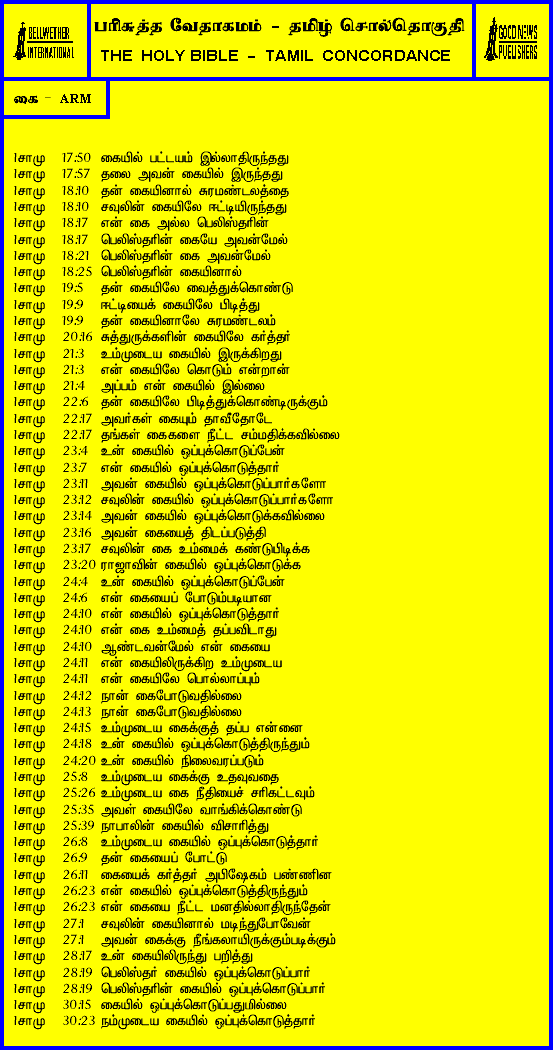 BELLWETHER
INTERNATIONAL
பரிசுத்த வேதாகமம் - தமிழ் சொல்தொகுதி
THE HOLY BIBLE - TAMIL CONCORDANCE
GOOD NEWS
PUBLISHERS
கை - ARM
1சாமு 17:50 கையில் பட்டயம் இல்லாதிருந்தது
1சாமு 17:57 தலை அவன் கையில் இருந்தது
1சாமு 18:10 தன் கையினால் சுரமண்டலத்தை
1சாமு 18:10 சவுலின் கையிலே ஈட்டியிருந்தது
1சாமு 18:17 என் கை அல்ல பெலிஸ்தரின்
1சாமு 18:17 பெலிஸ்தரின் கையே அவன்மேல்
1சாமு 18:21 பெலிஸ்தரின் கை அவன்மேல்
1சாமு 18:25 பெலிஸ்தரின் கையினால்
1சாமு 19:5 தன் கையிலே வைத்துக்கொண்டு
1சாமு 19:9 ஈட்டியைக் கையிலே பிடித்து
1சாமு 19:9 தன் கையினாலே சுரமண்டலம்
1சாமு 20:16 சுத்துருக்களின் கையிலே கர்த்தர்
1சாமு 21:3 உம்முடைய கையில் இருக்கிறது
1சாமு 21:3 என் கையிலே கொடும் என்றான்
1சாமு 21:4 அப்பம் என் கையில் இல்லை
1சாமு 22:6 தன் கையிலே பிடித்துக்கொண்டிருக்கும்
1சாமு 22:17 அவர்கள் கையும் தாவீதோடே
1சாமு 22:17 தங்கள் கைகளை நீட்ட சம்மதிக்கவில்லை
1சாமு 23:4 உன் கையில் ஒப்புக்கொடுப்பேன்
1சாமு 23:7 என் கையில் ஒப்புக்கொடுத்தார்
1சாமு 23:11 அவன் கையில் ஒப்புக்கொடுப்பார்களோ
1சாமு 23:12 சவுலின் கையில் ஒப்புக்கொடுப்பார்களோ
1சாமு 23:14 அவன் கையில் ஒப்புக்கொடுக்கவில்லை
1சாமு 23:16 அவன் கையைத் திடப்படுத்தி
1சாமு 23:17 சவுலின் கை உம்மைக் கண்டுபிடிக்க
1சாமு 23:20 ராஜாவின் கையில் ஒப்புக்கொடுக்க
1சாமு 24:4 உன் கையில் ஒப்புக்கொடுப்பேன்
1சாமு 24:6 என் கையைப் போடும்படியான
1சாமு 24:10 என் கையில் ஒப்புக்கொடுத்தார்
1சாமு 24:10 என் கை உம்மைத் தப்பவிடாது
1சாமு 24:10 ஆண்டவன்மேல் என் கையை
1சாமு 24:11 என் கையிலிருக்கிற உம்முடைய
1சாமு 24:11 என் கையிலே பொல்லாப்பும்
1சாமு 24:12 நான் கைபோடுவதில்லை
1சாமு 24:13 நான் கைபோடுவதில்லை
1சாமு 24:15 உம்முடைய கைக்குத் தப்ப என்னை
1சாமு 24:18 உன் கையில் ஒப்புக்கொடுத்திருந்தும்
1சாமு 24:20 உன் கையில் நிலைவரப்படும்
1சாமு 25:8 உம்முடைய கைக்கு உதவுவதை
1சாமு 25:26 உம்முடைய கை நீதியைச் சரிகட்டவும்
1சாமு 25:35 அவள் கையிலே வாங்கிக்கொண்டு
1சாமு 25:39 நாபாலின் கையில் விசாரித்து
1சாமு 26:8 உம்முடைய கையில் ஒப்புக்கொடுத்தார்
1சாமு 26:9 தன் கையைப் போட்டு
1சாமு 26:11 கையைக் கர்த்தர் அபிஷேகம் பண்ணின
1சாமு 26:23 என் கையில் ஒப்புக்கொடுத்திருந்தும்
1சாமு 26:23 என் கையை நீட்ட மனதில்லாதிருந்தேன்
1சாமு 27:1 சவுலின் கையினால் மடிந்துபோவேன்
1சாமு 27:1 அவன் கைக்கு நீங்கலாயிருக்கும்படிக்கும்
1சாமு 28:17 உன் கையிலிருந்து பறித்து
1சாமு 28:19 பெலிஸ்தர் கையில் ஒப்புக்கொடுப்பார்
1சாமு 28:19 பெலிஸ்தரின் கையில் ஒப்புக்கொடுப்பார்
1சாமு 30:15 கையில் ஒப்புக்கொடுப்பதுமில்லை
1சாமு 30:23 நம்முடைய கையில் ஒப்புக்கொடுத்தார்